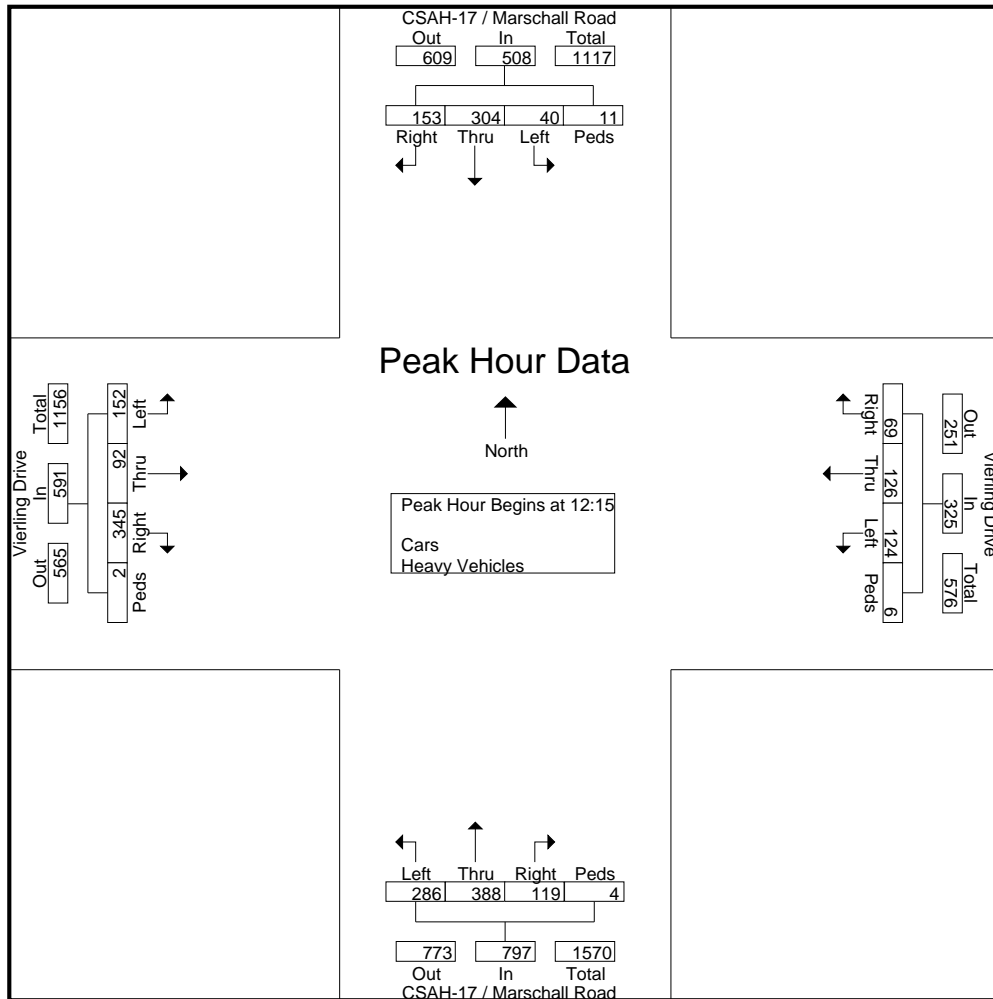 CSAH-17 / Marschall Road
Out In Total
609 508 1117
153 304 40 11
Right Thru Left Peds
Peak Hour Data
North
Peak Hour Begins at 12:15
Cars
Heavy Vehicles
Vierling Drive
Total In Out
1156 591 565
152 92 345 2
Left Thru Right Peds
Vierling Drive
Out In Total
251 325 576
69 126 124 6
Right Thru Left Peds
Left Thru Right Peds
286 388 119 4
773 797 1570
Out In Total
CSAH-17 / Marschall Road